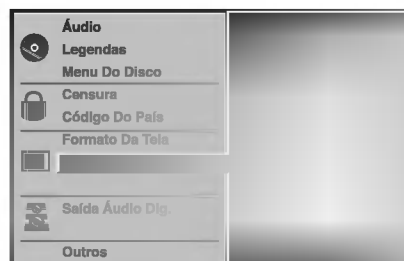 Áudio
Legendas
Menu Do Disco
Censura
Código Do País
Formato Da Tela
Saída Áudio Dig.
Outros